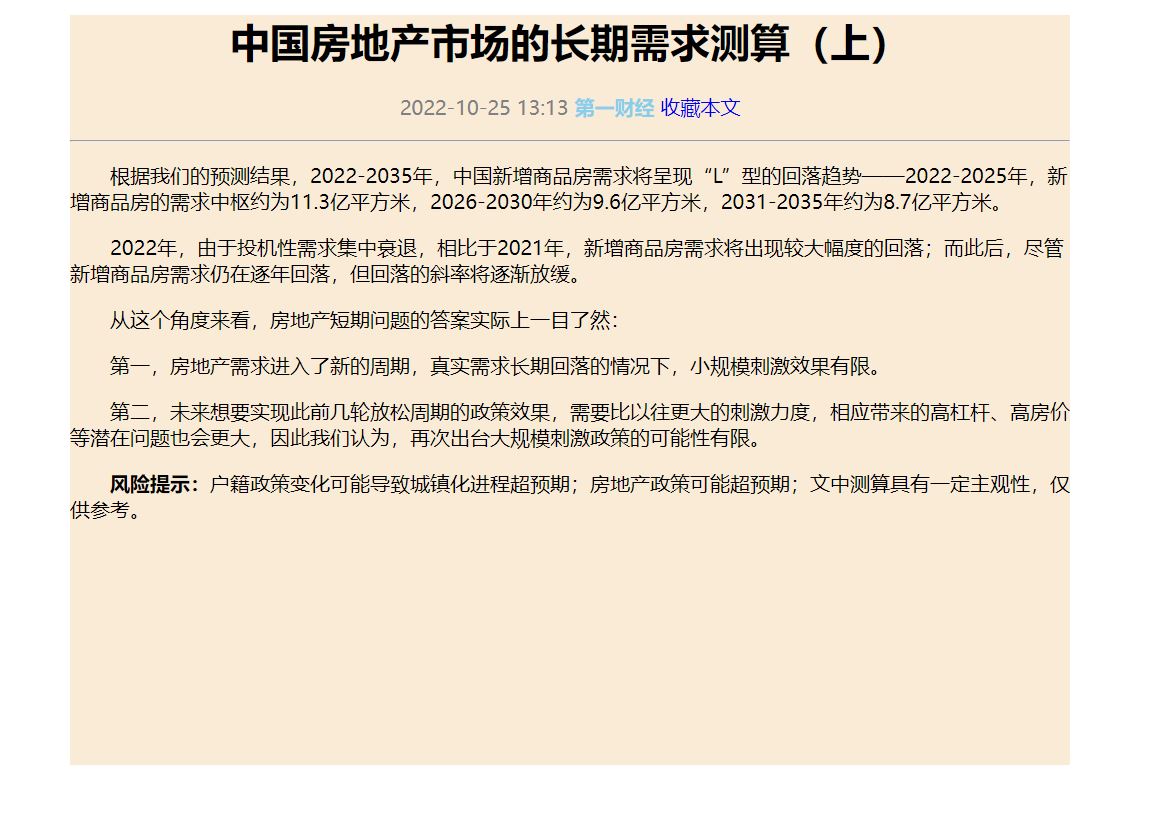 中国房地产市场的长期需求测算（上）
2022-10-25 13:13 第一财经 收藏本文
根据我们的预测结果，2022-2035年，中国新增商品房需求将呈现“L”型的回落趋势——2022-2025年，新
增商品房的需求中枢约为11.3亿平方米，2026-2030年约为9.6亿平方米，2031-2035年约为8.7亿平方米。
2022年，由于投机性需求集中衰退，相比于2021年，新增商品房需求将出现较大幅度的回落；而此后，尽管
新增商品房需求仍在逐年回落，但回落的斜率将逐渐放缓。
从这个角度来看，房地产短期问题的答案实际上一目了然：
第一，房地产需求进入了新的周期，真实需求长期回落的情况下，小规模刺激效果有限。
第二，未来想要实现此前几轮放松周期的政策效果，需要比以往更大的刺激力度，相应带来的高杠杆、高房价
等潜在问题也会更大，因此我们认为，再次出台大规模刺激政策的可能性有限。
风险提示：户籍政策变化可能导致城镇化进程超预期；房地产政策可能超预期；文中测算具有一定主观性，仅
供参考。